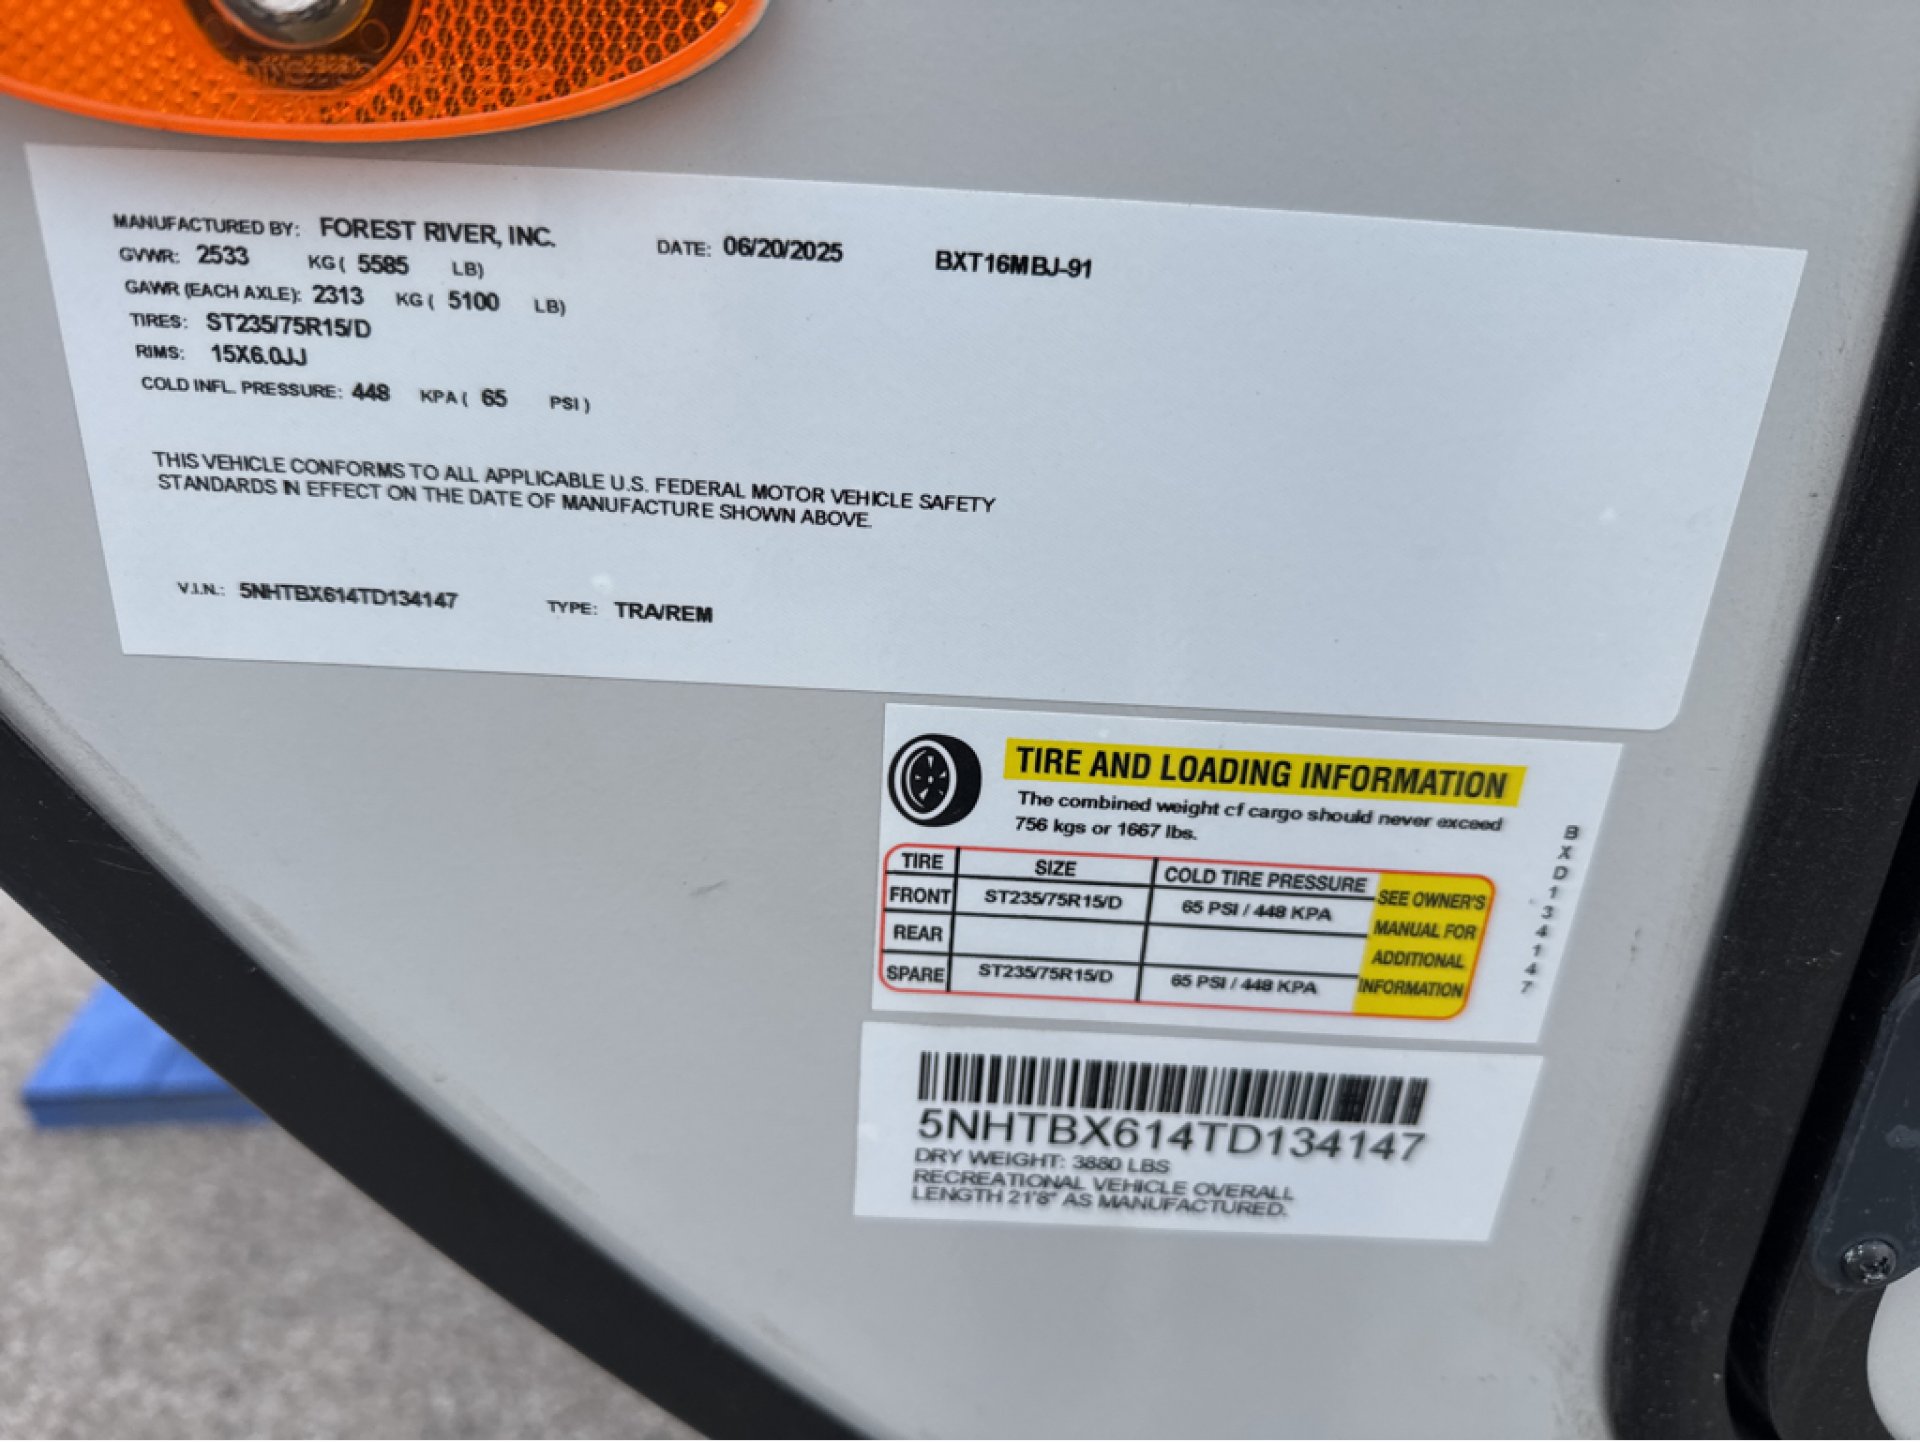 MANUFACTURED BY: FOREST RIVER, INC. DATE: 06/20/2025 BXT16MBJ-91
GVWR: 2533 KG ( 5585 LB)
GAWR (EACH AXLE): 2313 KG ( 5100 LB)
TIRES: ST235/75R15/D
RIMS: 15X6.0JJ
COLD INFL. PRESSURE: 448 KPA ( 65 PSI )
THIS VEHICLE CONFORMS TO ALL APPLICABLE U.S. FEDERAL MOTOR VEHICLE SAFETY
STANDARDS IN EFFECT ON THE DATE OF MANUFACTURE SHOWN ABOVE.
V.I.N.: 5NHTBX614TD134147 TYPE: TRA/REM
TIRE AND LOADING INFORMATION
The combined weight of cargo should never exceed
756 kgs or 1667 lbs.
TIRE SIZE COLD TIRE PRESSURE
FRONT ST235/75R15/D 65 PSI / 448 KPA
REAR
SPARE ST235/75R15/D 65 PSI / 448 KPA
SEE OWNER'S
MANUAL FOR
ADDITIONAL
INFORMATION
BXD134147
5NHTBX614TD134147
DRY WEIGHT: 3880 LBS
RECREATIONAL VEHICLE OVERALL
LENGTH 21'8" AS MANUFACTURED.